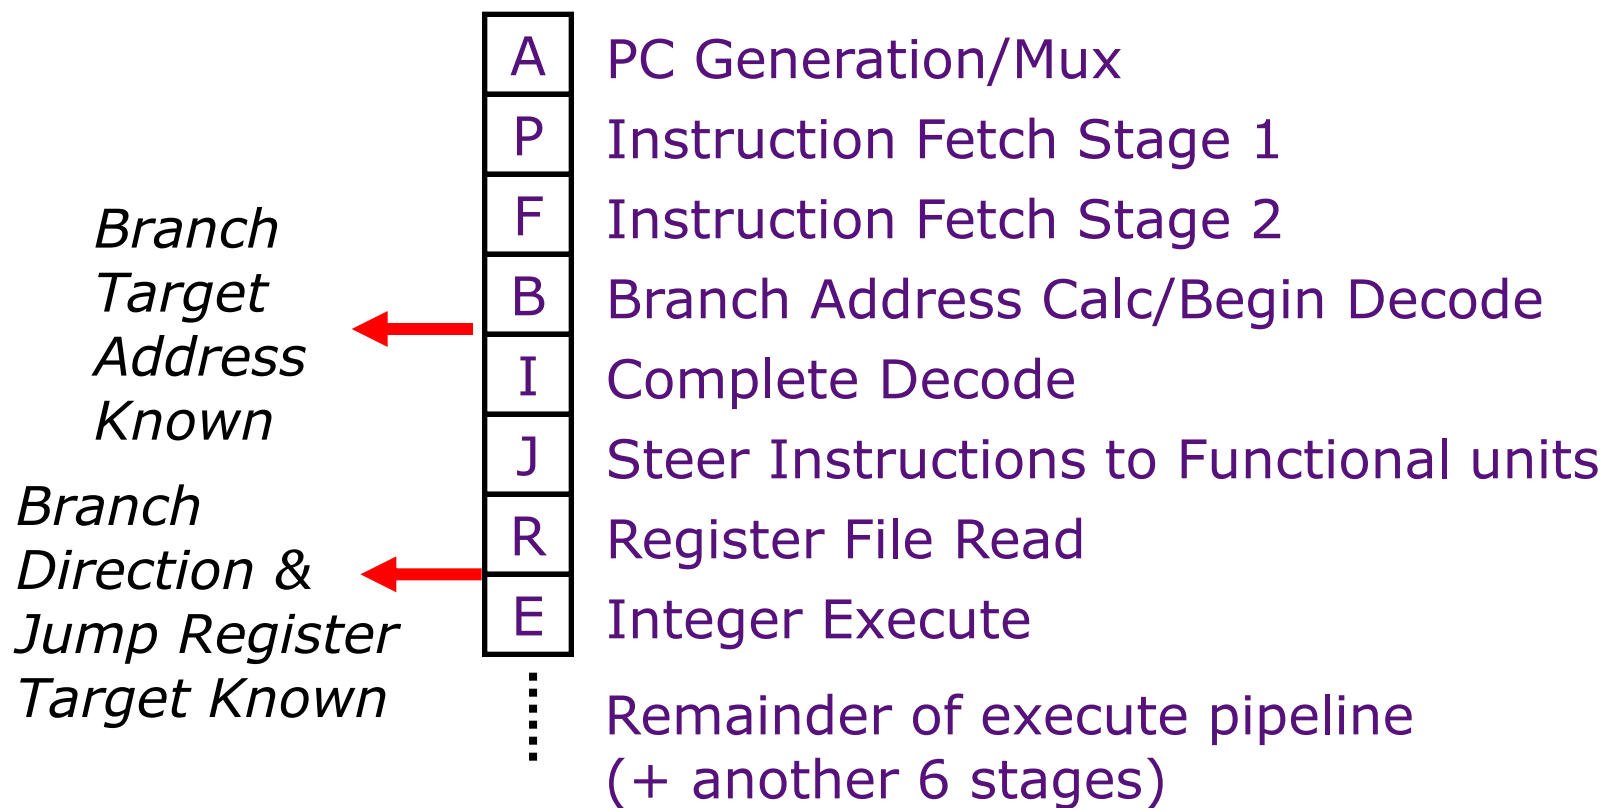 A PC Generation/Mux
P Instruction Fetch Stage 1
F Instruction Fetch Stage 2
B Branch Address Calc/Begin Decode
I Complete Decode
J Steer Instructions to Functional units
R Register File Read
E Integer Execute
Remainder of execute pipeline
(+ another 6 stages)
Branch
Target
Address
Known
Branch
Direction &
Jump Register
Target Known